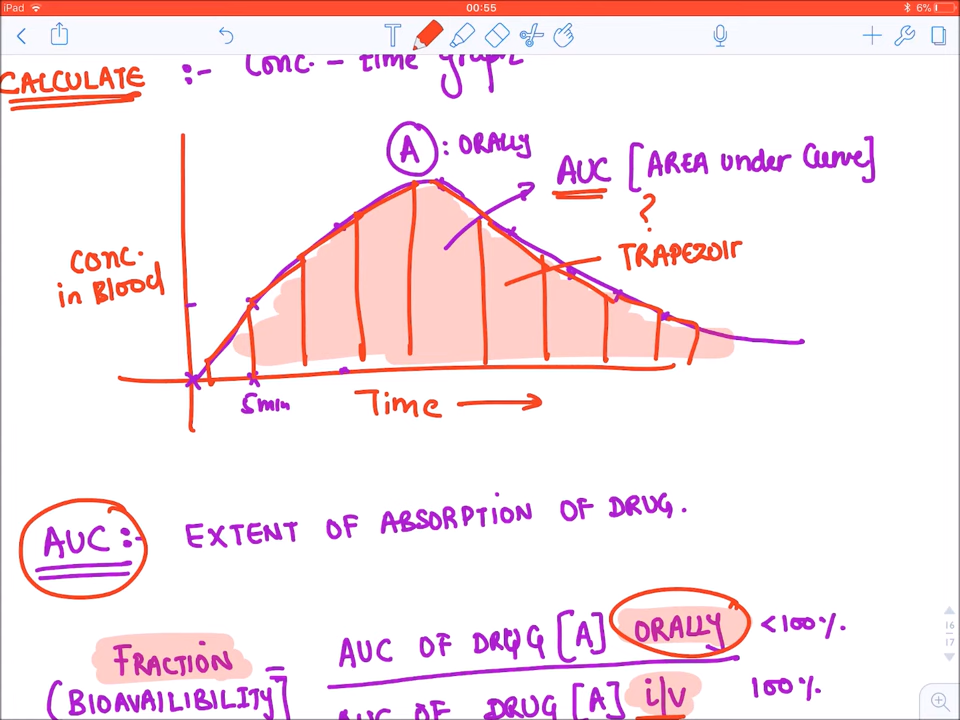 iPad 00:55 6%
T
CALCULATE :- Conc. - time graph
A : ORALLY
AUC [AREA under Curve]
?
TRAPEZOIT
Conc.
in Blood
5min
Time
AUC :- EXTENT OF ABSORPTION OF DRUG.
FRACTION = AUC OF DRUG [A] ORALLY <100%.
(BIOAVAILIBILITY] AUC OF DRUG [A] i/v 100%.
16
17